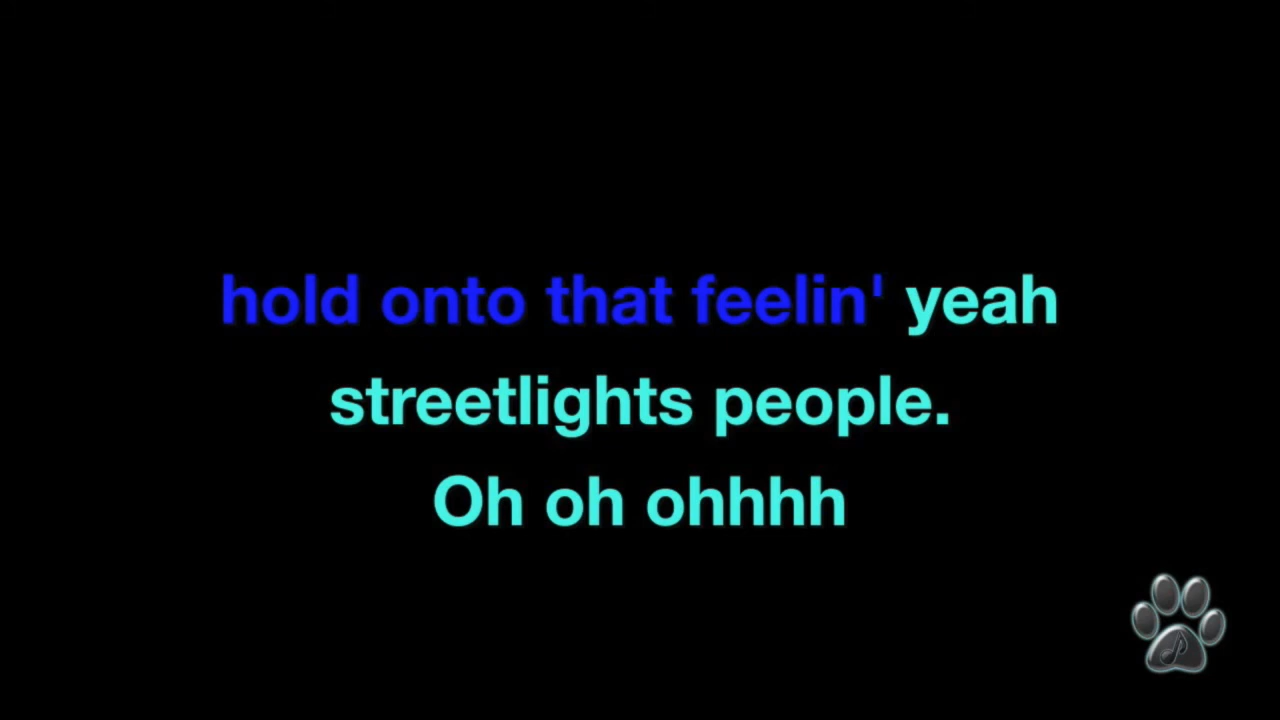 hold onto that feelin' yeah
streetlights people.
Oh oh ohhhh